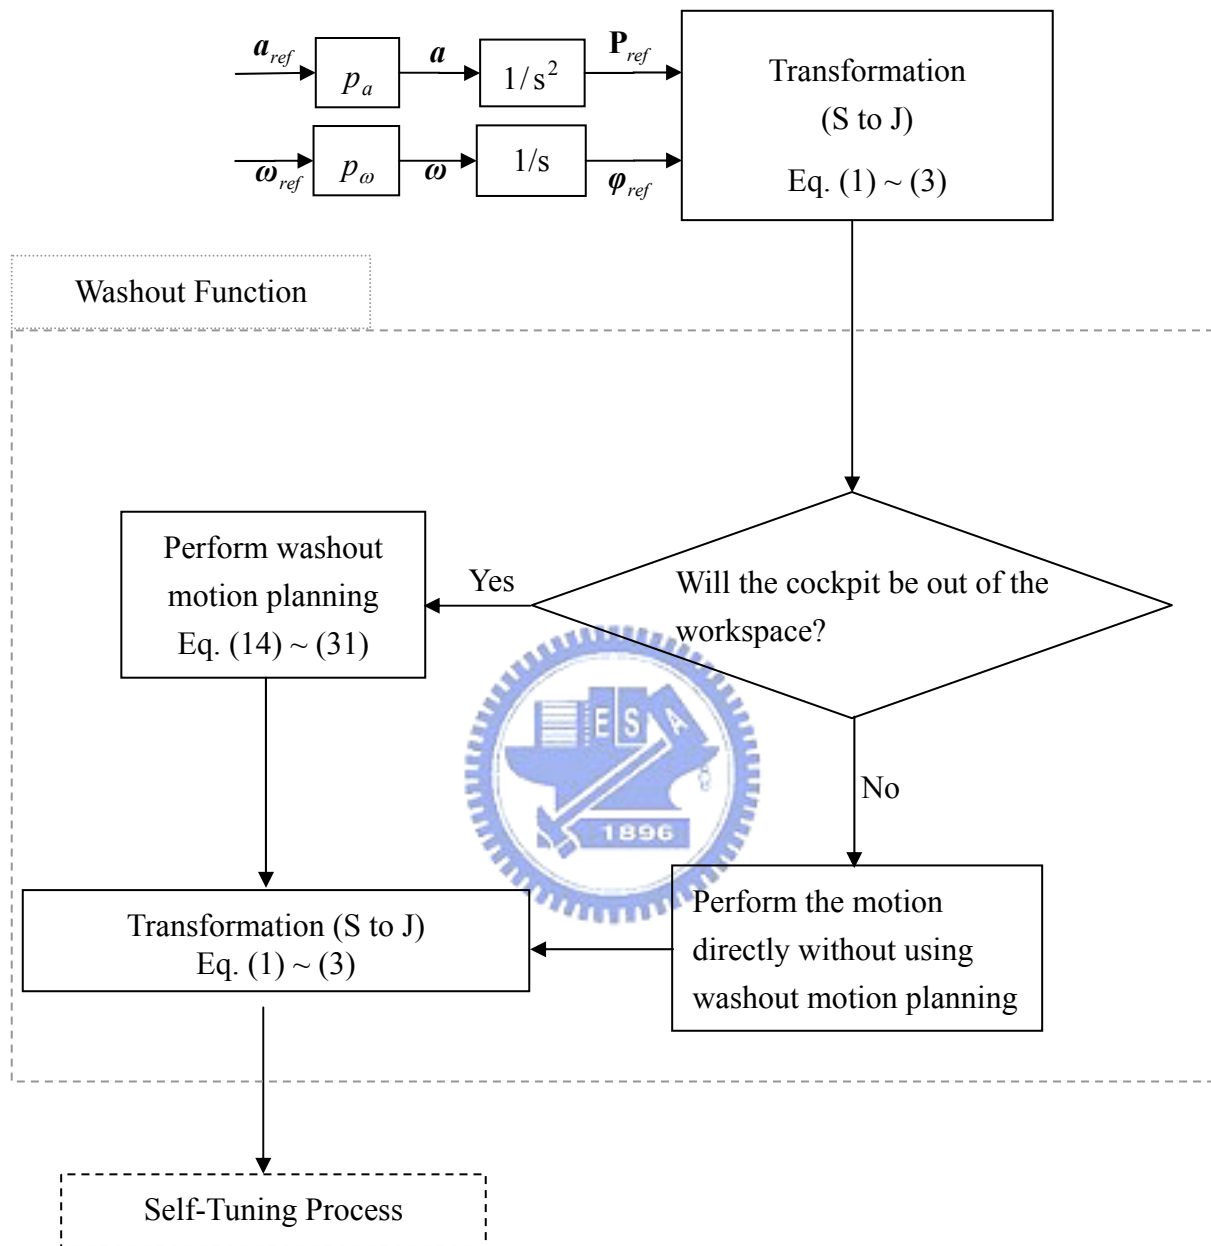 a_ref
p_a
a
1/s²
P_ref
Transformation
(S to J)
Eq. (1) ~ (3)
ω_ref
p_ω
ω
1/s
φ_ref
Washout Function
Perform washout
motion planning
Eq. (14) ~ (31)
Yes
Will the cockpit be out of the
workspace?
No
E S A
1896
Perform the motion
directly without using
washout motion planning
Transformation (S to J)
Eq. (1) ~ (3)
Self-Tuning Process